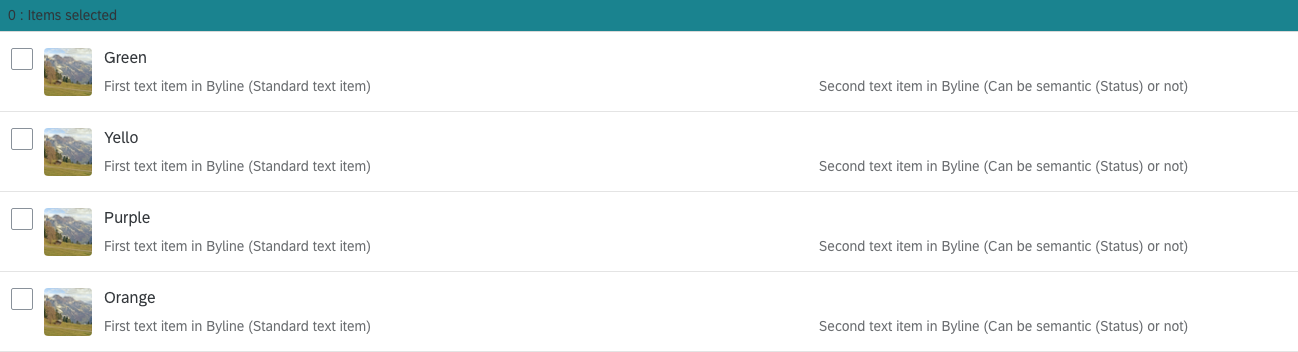 0 : Items selected
Green
First text item in Byline (Standard text item) Second text item in Byline (Can be semantic (Status) or not)
Yello
First text item in Byline (Standard text item) Second text item in Byline (Can be semantic (Status) or not)
Purple
First text item in Byline (Standard text item) Second text item in Byline (Can be semantic (Status) or not)
Orange
First text item in Byline (Standard text item) Second text item in Byline (Can be semantic (Status) or not)